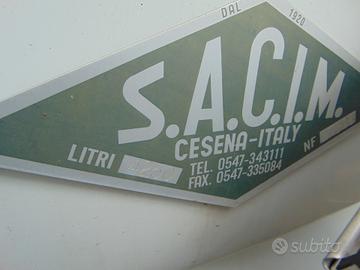 DAL 1920
S.A.C.I.M.
CESENA-ITALY
LITRI
TEL. 0547-343111
NF
FAX. 0547-335084
subito